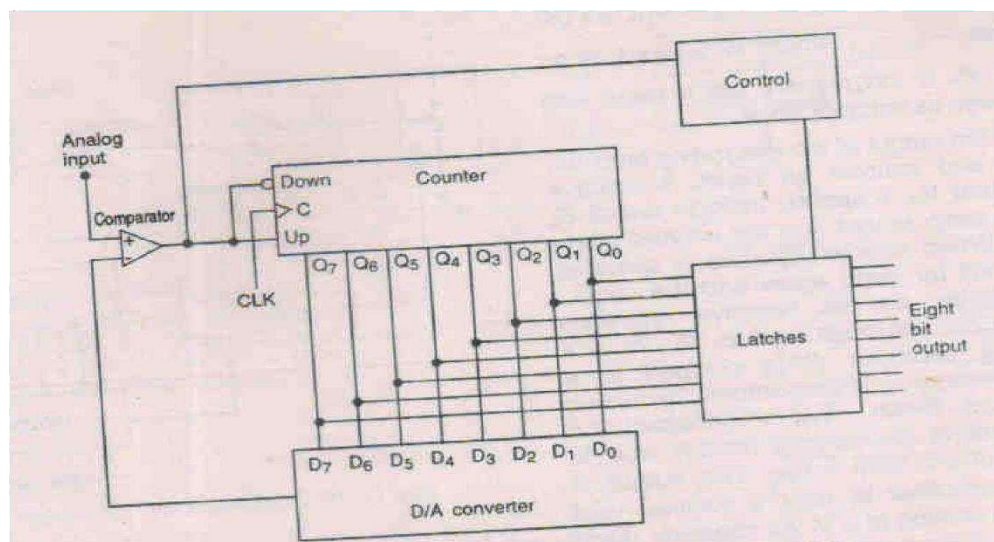 Control
Analog
input
Down
Counter
Comparator
+
C
-
Up
Q7 Q6 Q5 Q4 Q3 Q2 Q1 Q0
CLK
Eight
bit
output
Latches
D7 D6 D5 D4 D3 D2 D1 D0
D/A converter